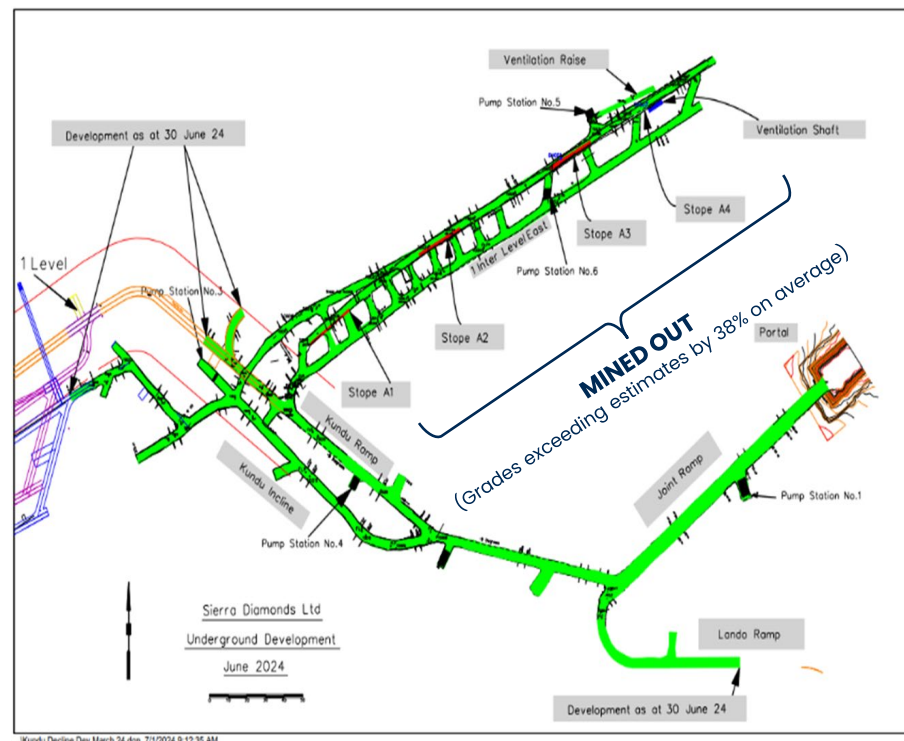 Ventilation Raise
Pump Station No.5
Development as at 30 June 24
Ventilation Shaft
Stope A4
Stope A3
1 Inter Level East
Pump Station No.6
1 Level
Pump Station No.3
Stope A2
Stope A1
MINED OUT
(Grades exceeding estimates by 38% on average)
Portal
Kundu Ramp
Kundu Incline
Joint Ramp
Pump Station No.1
Pump Station No.4
Sierra Diamonds Ltd
Underground Development
June 2024
Lando Ramp
Development as at 30 June 24